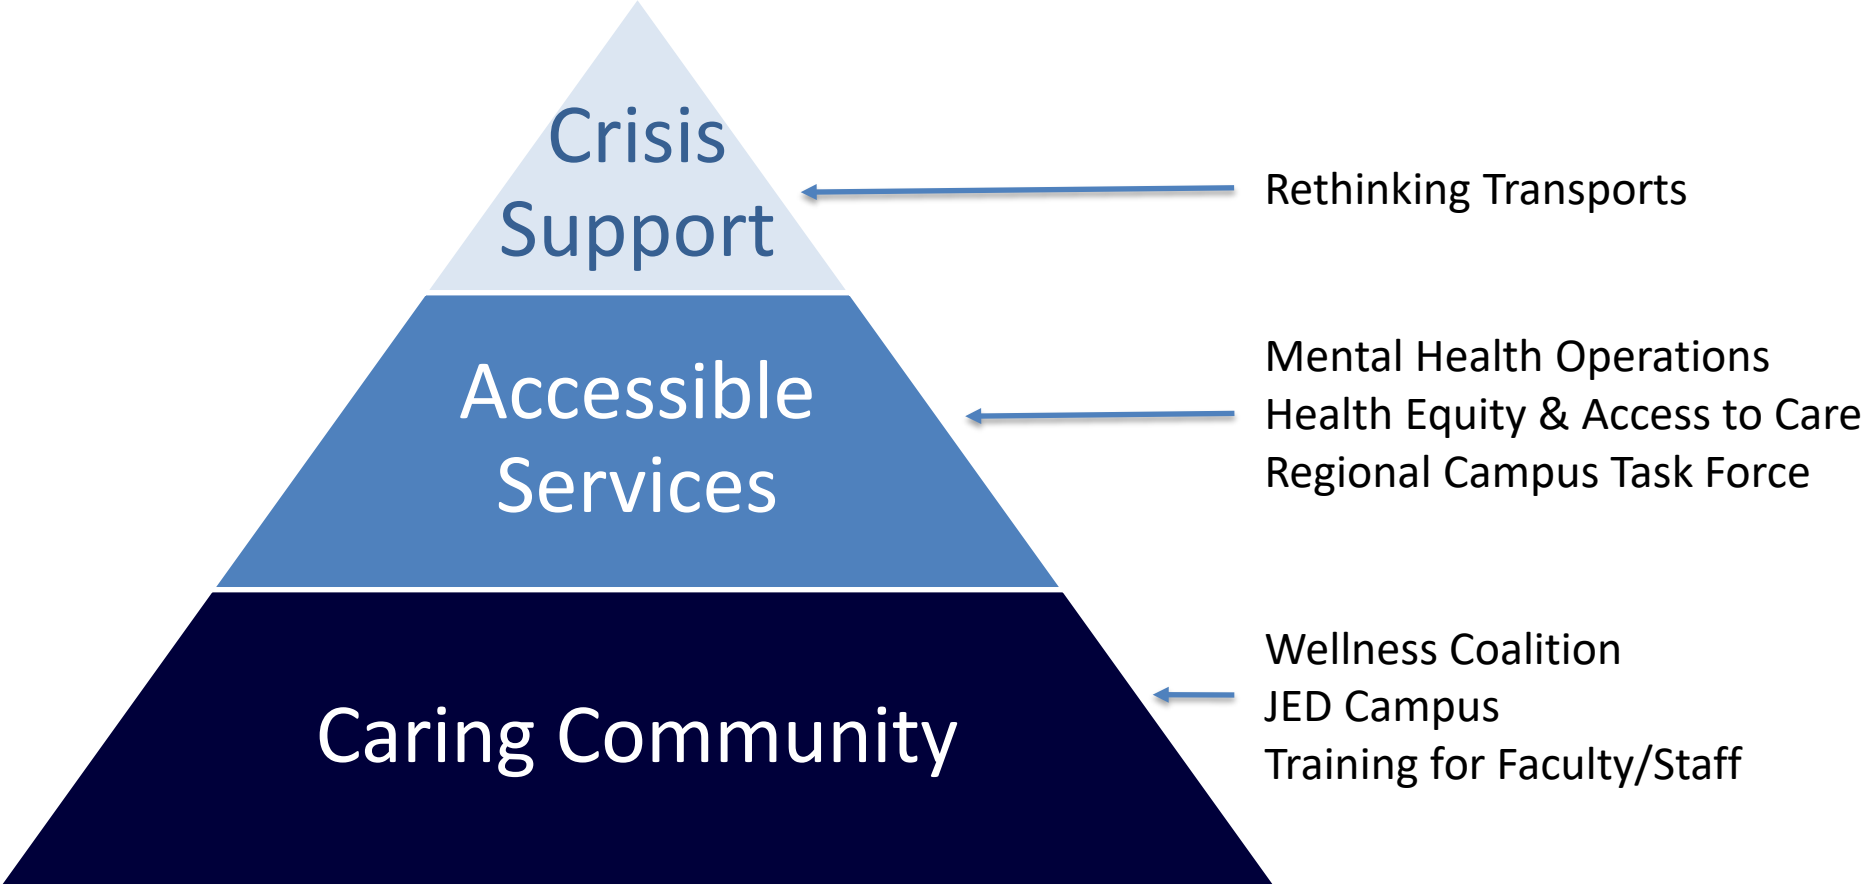 Crisis
Support
Rethinking Transports
Accessible
Services
Mental Health Operations
Health Equity & Access to Care
Regional Campus Task Force
Caring Community
Wellness Coalition
JED Campus
Training for Faculty/Staff